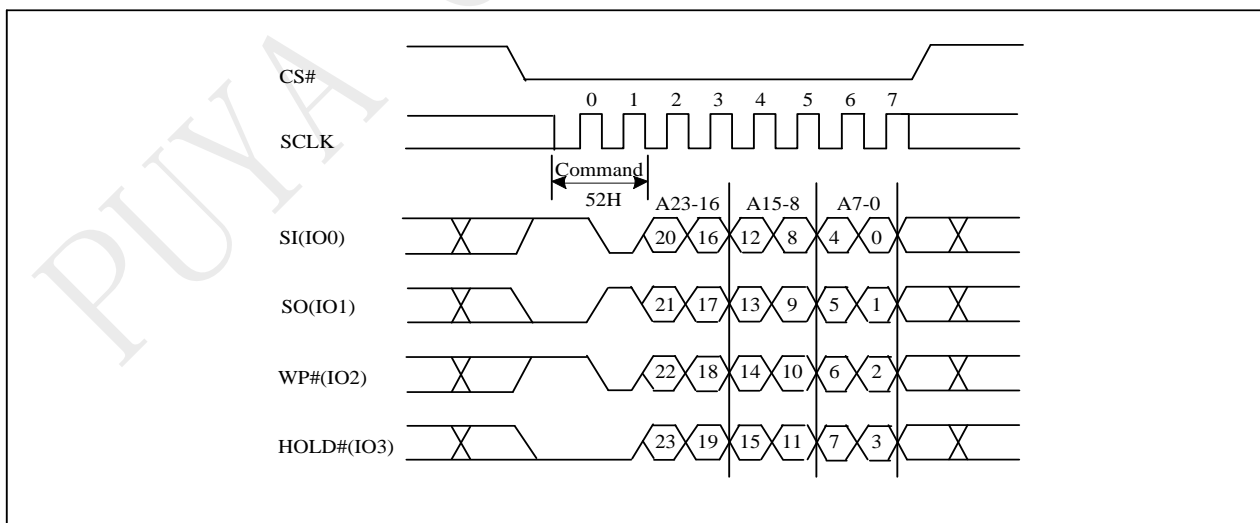 PUYA
CS#
0 1 2 3 4 5 6 7
SCLK
Command
52H
A23-16 A15-8 A7-0
SI(IO0) 20 16 12 8 4 0
SO(IO1) 21 17 13 9 5 1
WP#(IO2) 22 18 14 10 6 2
HOLD#(IO3) 23 19 15 11 7 3